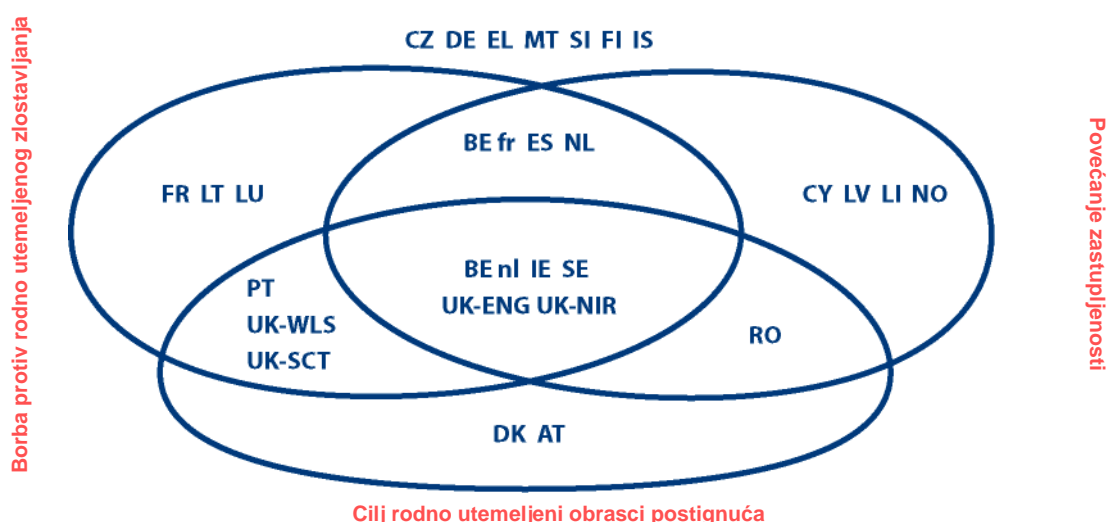 Borba protiv rodno utemeljenog zlostavljanja
CZ DE EL MT SI FI IS
BE fr ES NL
FR LT LU
CY LV LI NO
BE nl IE SE
UK-ENG UK-NIR
PT
UK-WLS
UK-SCT
RO
DK AT
Povećanje zastupljenosti
Cilj rodno utemeljeni obrasci postignuća